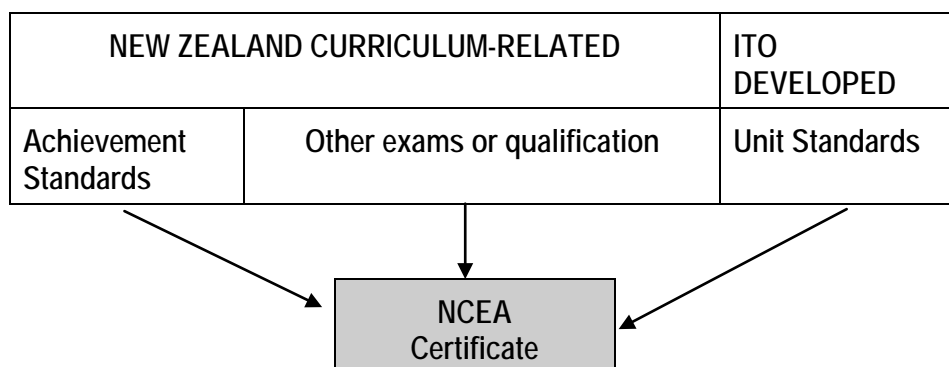 NEW ZEALAND CURRICULUM-RELATED
ITO
DEVELOPED
Achievement
Standards
Other exams or qualification
Unit Standards
NCEA
Certificate